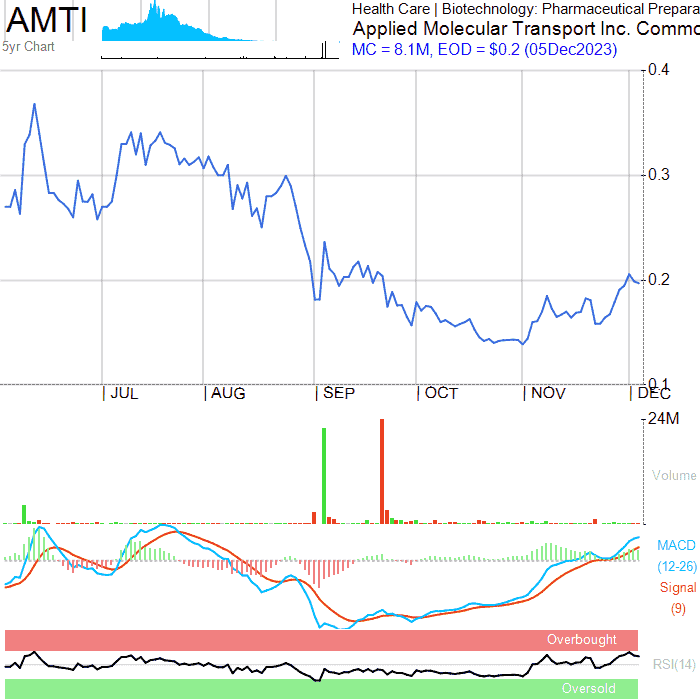 AMTI
5yr Chart
Health Care | Biotechnology: Pharmaceutical Prepara
Applied Molecular Transport Inc. Commo
MC = 8.1M, EOD = $0.2 (05Dec2023)
0.4
0.3
0.2
0.1
| JUL | AUG | SEP | OCT | NOV | DEC
24M
Volume
MACD
(12-26)
Signal
(9)
Overbought
RSI(14)
Oversold